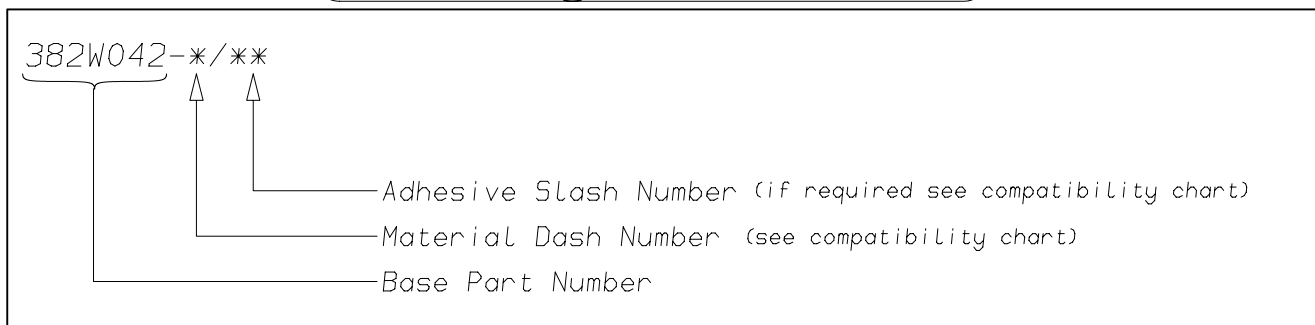 382W042-*/**
Adhesive Slash Number (if required see compatibility chart)
Material Dash Number (see compatibility chart)
Base Part Number